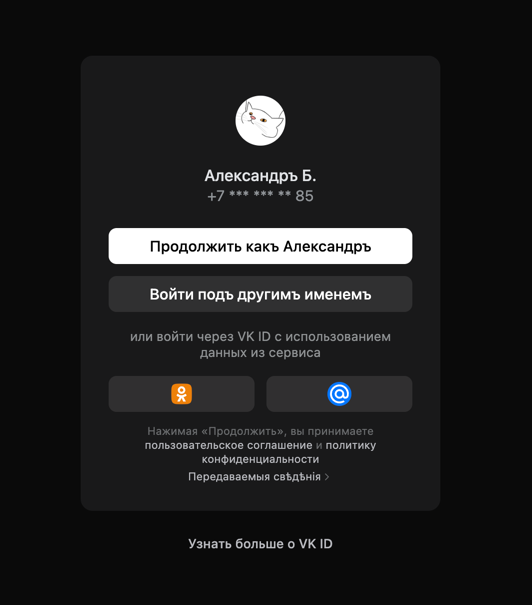 Александръ Б.
+7 *** *** ** 85
Продолжить какъ Александръ
Войти подъ другимъ именемъ
или войти через VK ID с использованием
данных из сервиса
Нажимая «Продолжить», вы принимаете
пользовательское соглашение и политику
конфиденциальности
Передаваемыя свѣдѣнія
Узнать больше о VK ID